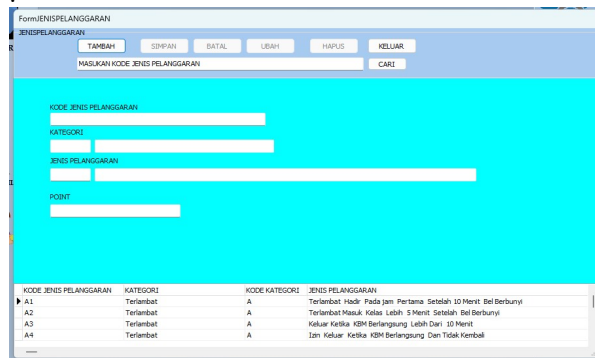 FormJENISPELANGGARAN
JENISPELANGGARAN
TAMBAH SIMPAN BATAL UBAH HAPUS KELUAR
MASUKAN KODE JENIS PELANGGARAN CARI
KODE JENIS PELANGGARAN
KATEGORI
JENIS PELANGGARAN
POINT
KODE JENIS PELANGGARAN KATEGORI KODE KATEGORI JENIS PELANGGARAN
A1 Terlambat A Terlambat Hadir Pada Jam Pertama Setelah 10 Menit Bel Berbunyi
A2 Terlambat A Terlambat Masuk Kelas Lebih 5 Menit Setelah Bel Berbunyi
A3 Terlambat A Keluar Ketika KBM Berlangsung Lebih Dari 10 Menit
A4 Terlambat A Izin Keluar Ketika KBM Berlangsung Dan Tidak Kembali